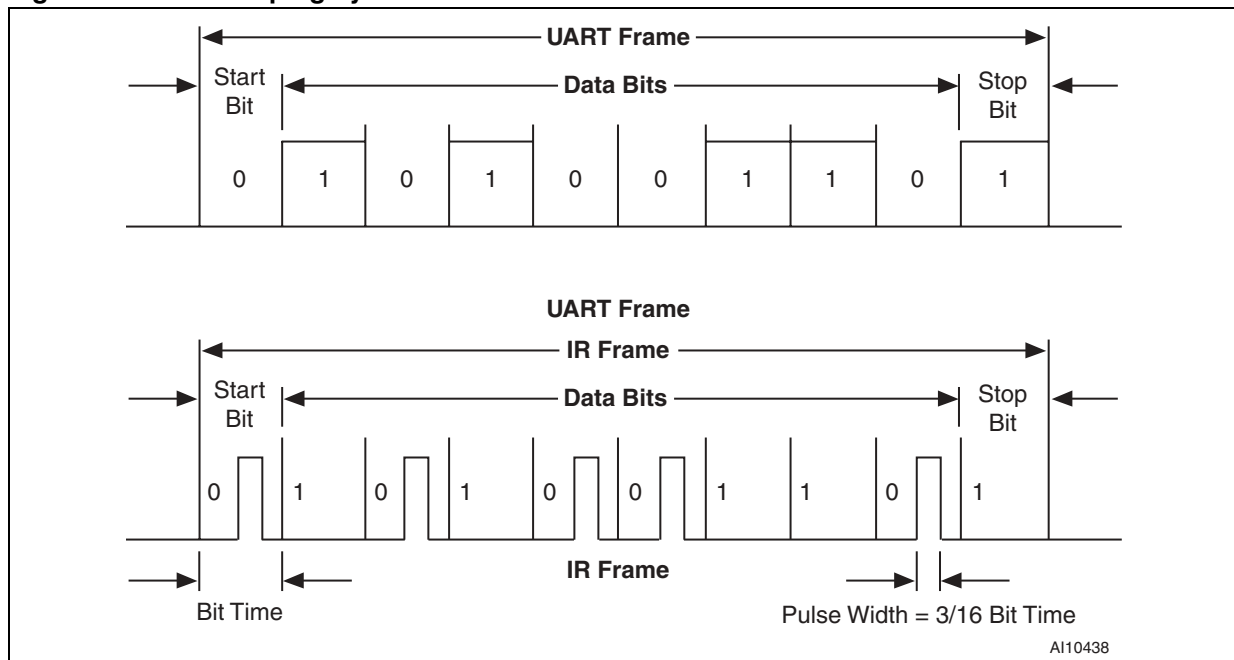 UART Frame
Start Bit
Data Bits
Stop Bit
0 1 0 1 0 0 1 1 0 1
UART Frame
IR Frame
Start Bit
Data Bits
Stop Bit
0 1 0 1 0 0 1 1 0 1
IR Frame
Bit Time
Pulse Width = 3/16 Bit Time
AI10438